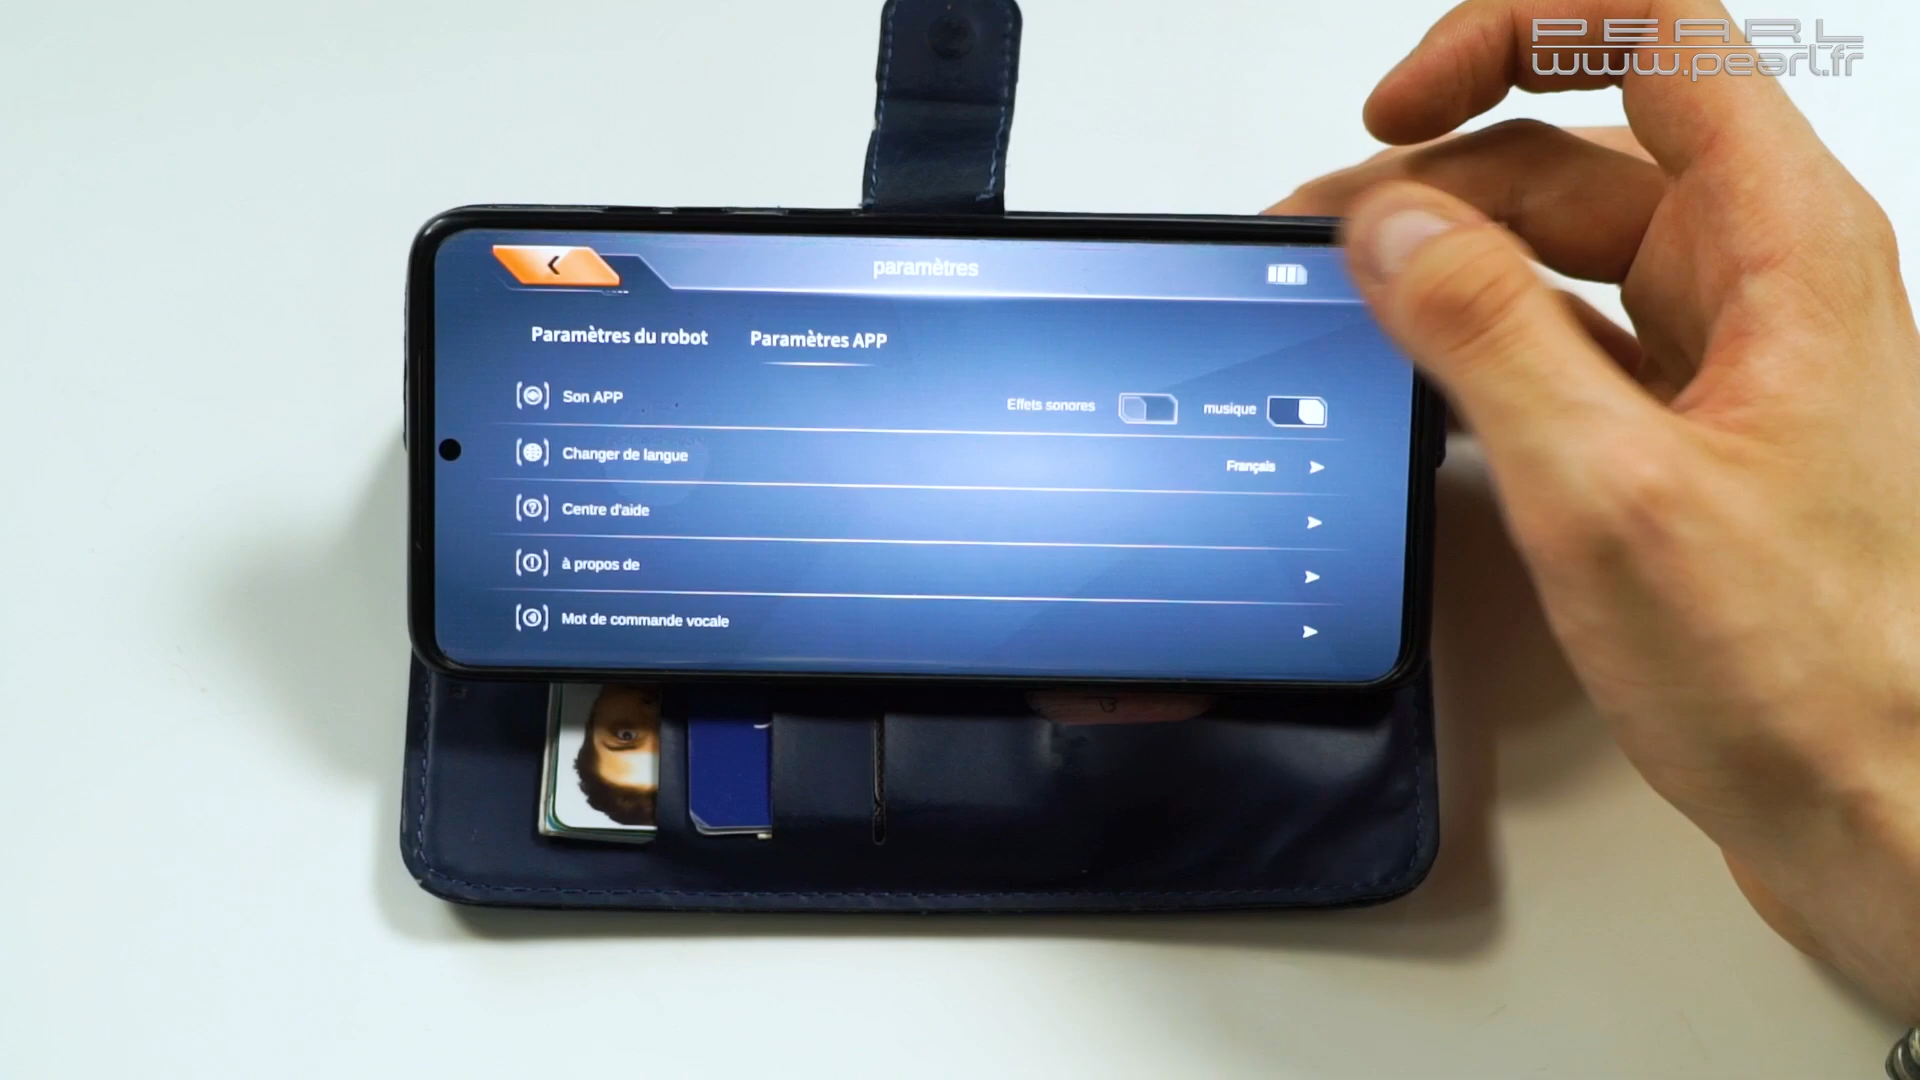 PEARL
www.pearl.fr
paramètres
Paramètres du robot
Paramètres APP
Son APP
Effets sonores
musique
Changer de langue
Français
Centre d'aide
à propos de
Mot de commande vocale